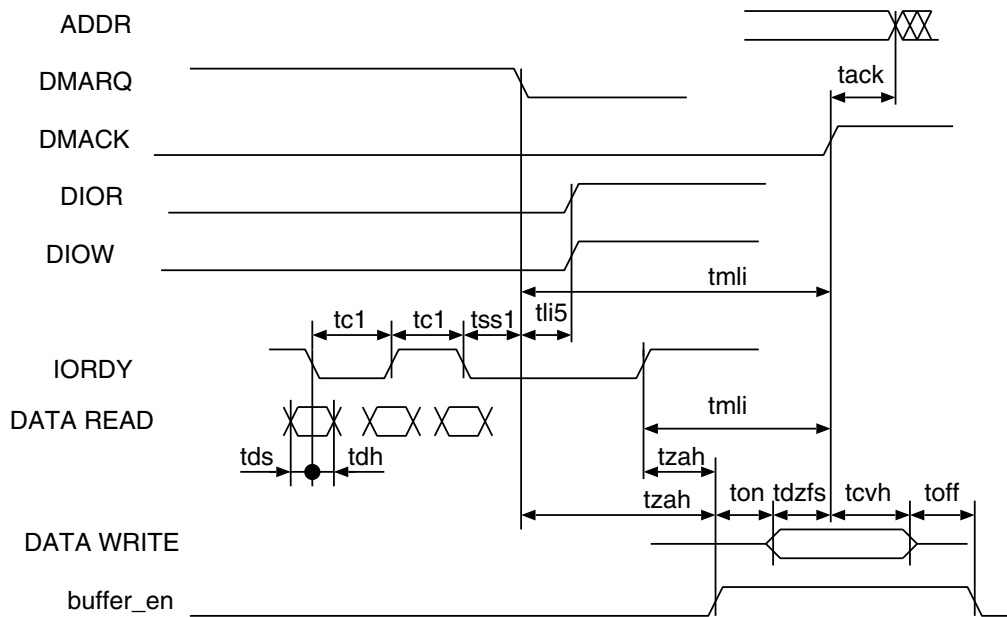 ADDR
DMARQ
tack
DMACK
DIOR
DIOW
tmli
tc1 tc1 tss1 tli5
IORDY
DATA READ
tmli
tds tdh tzah
tzah ton tdzfs tcvh toff
DATA WRITE
buffer_en